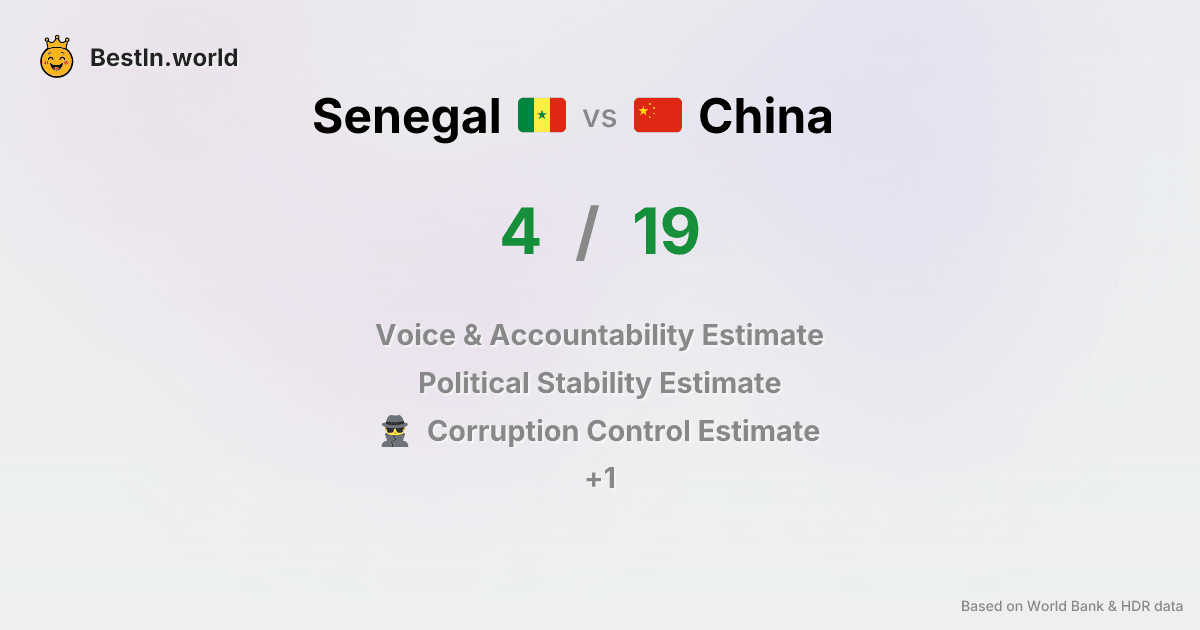 BestIn.world
Senegal vs China
4 / 19
Voice & Accountability Estimate
Political Stability Estimate
Corruption Control Estimate
+1
Based on World Bank & HDR data